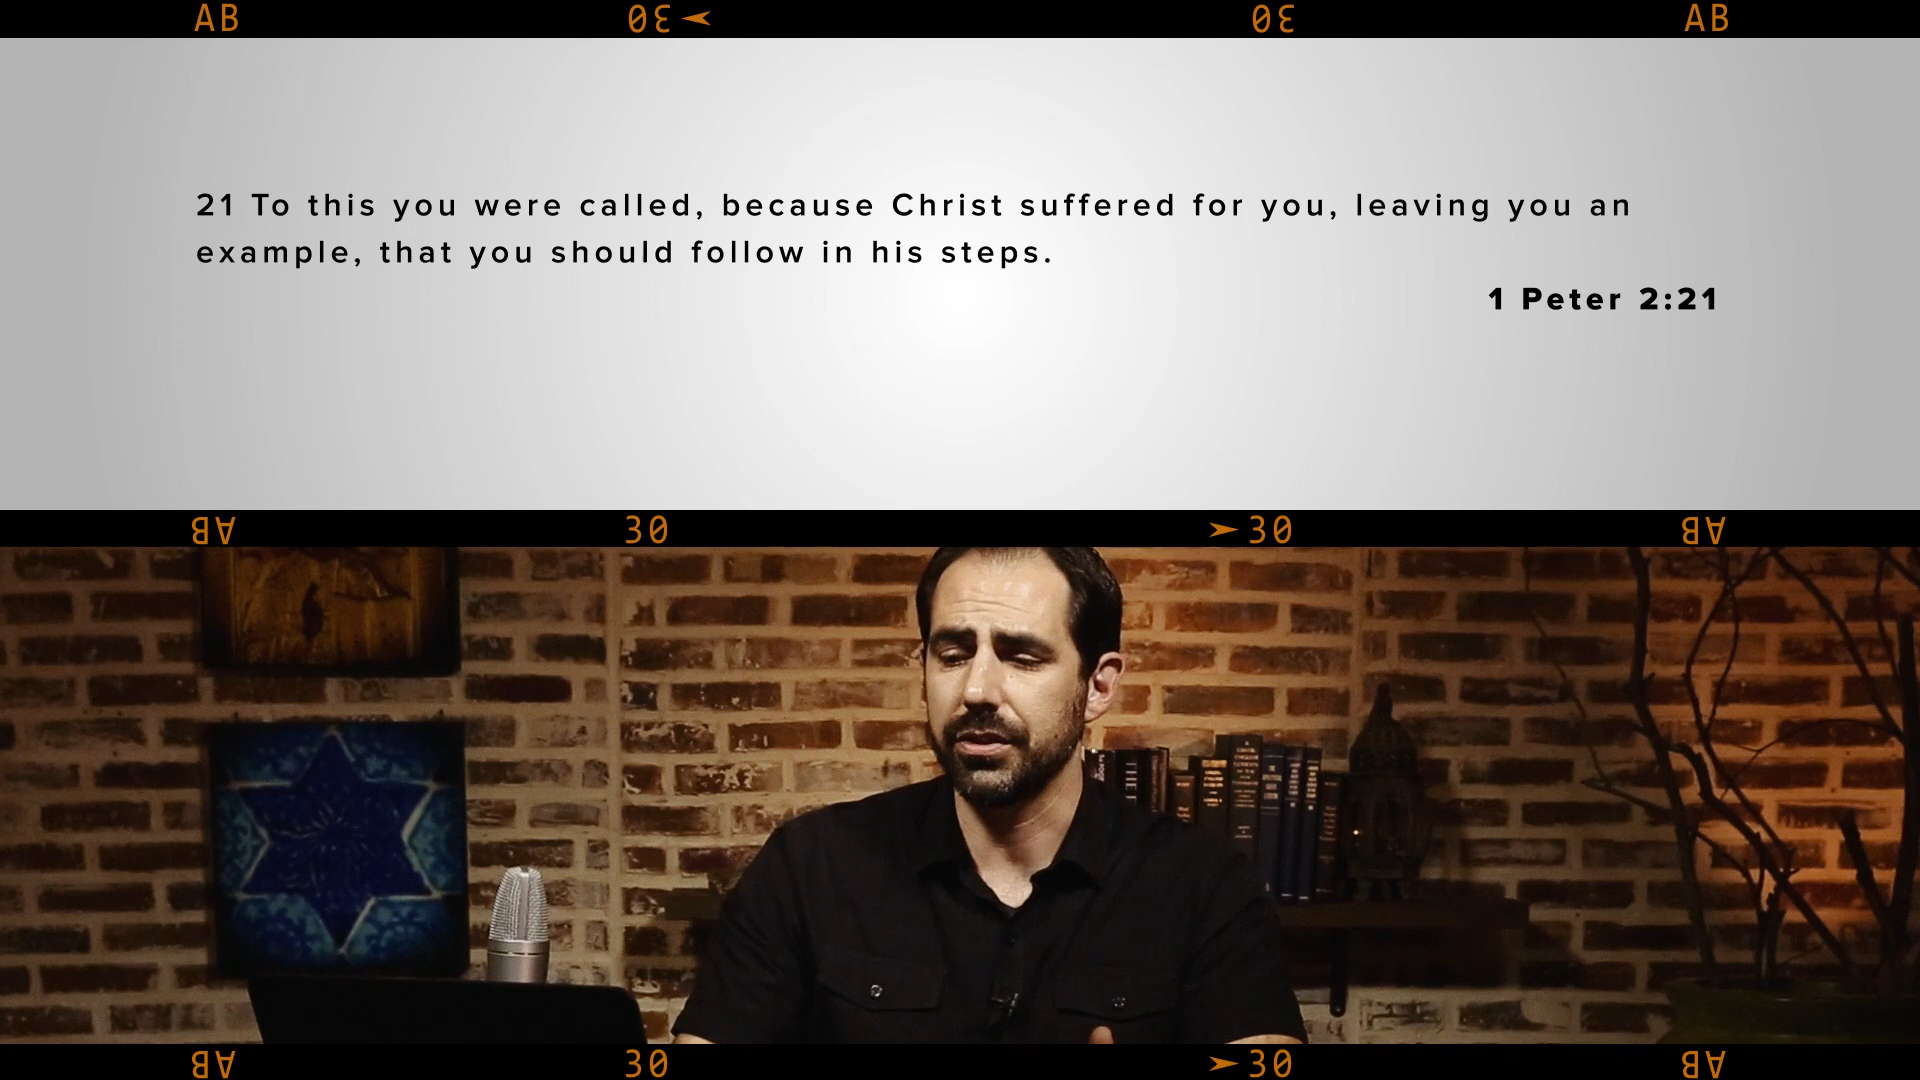 AB 30 30 AB
21 To this you were called, because Christ suffered for you, leaving you an
example, that you should follow in his steps.
1 Peter 2:21
AB 30 30 AB
AB 30 30 AB